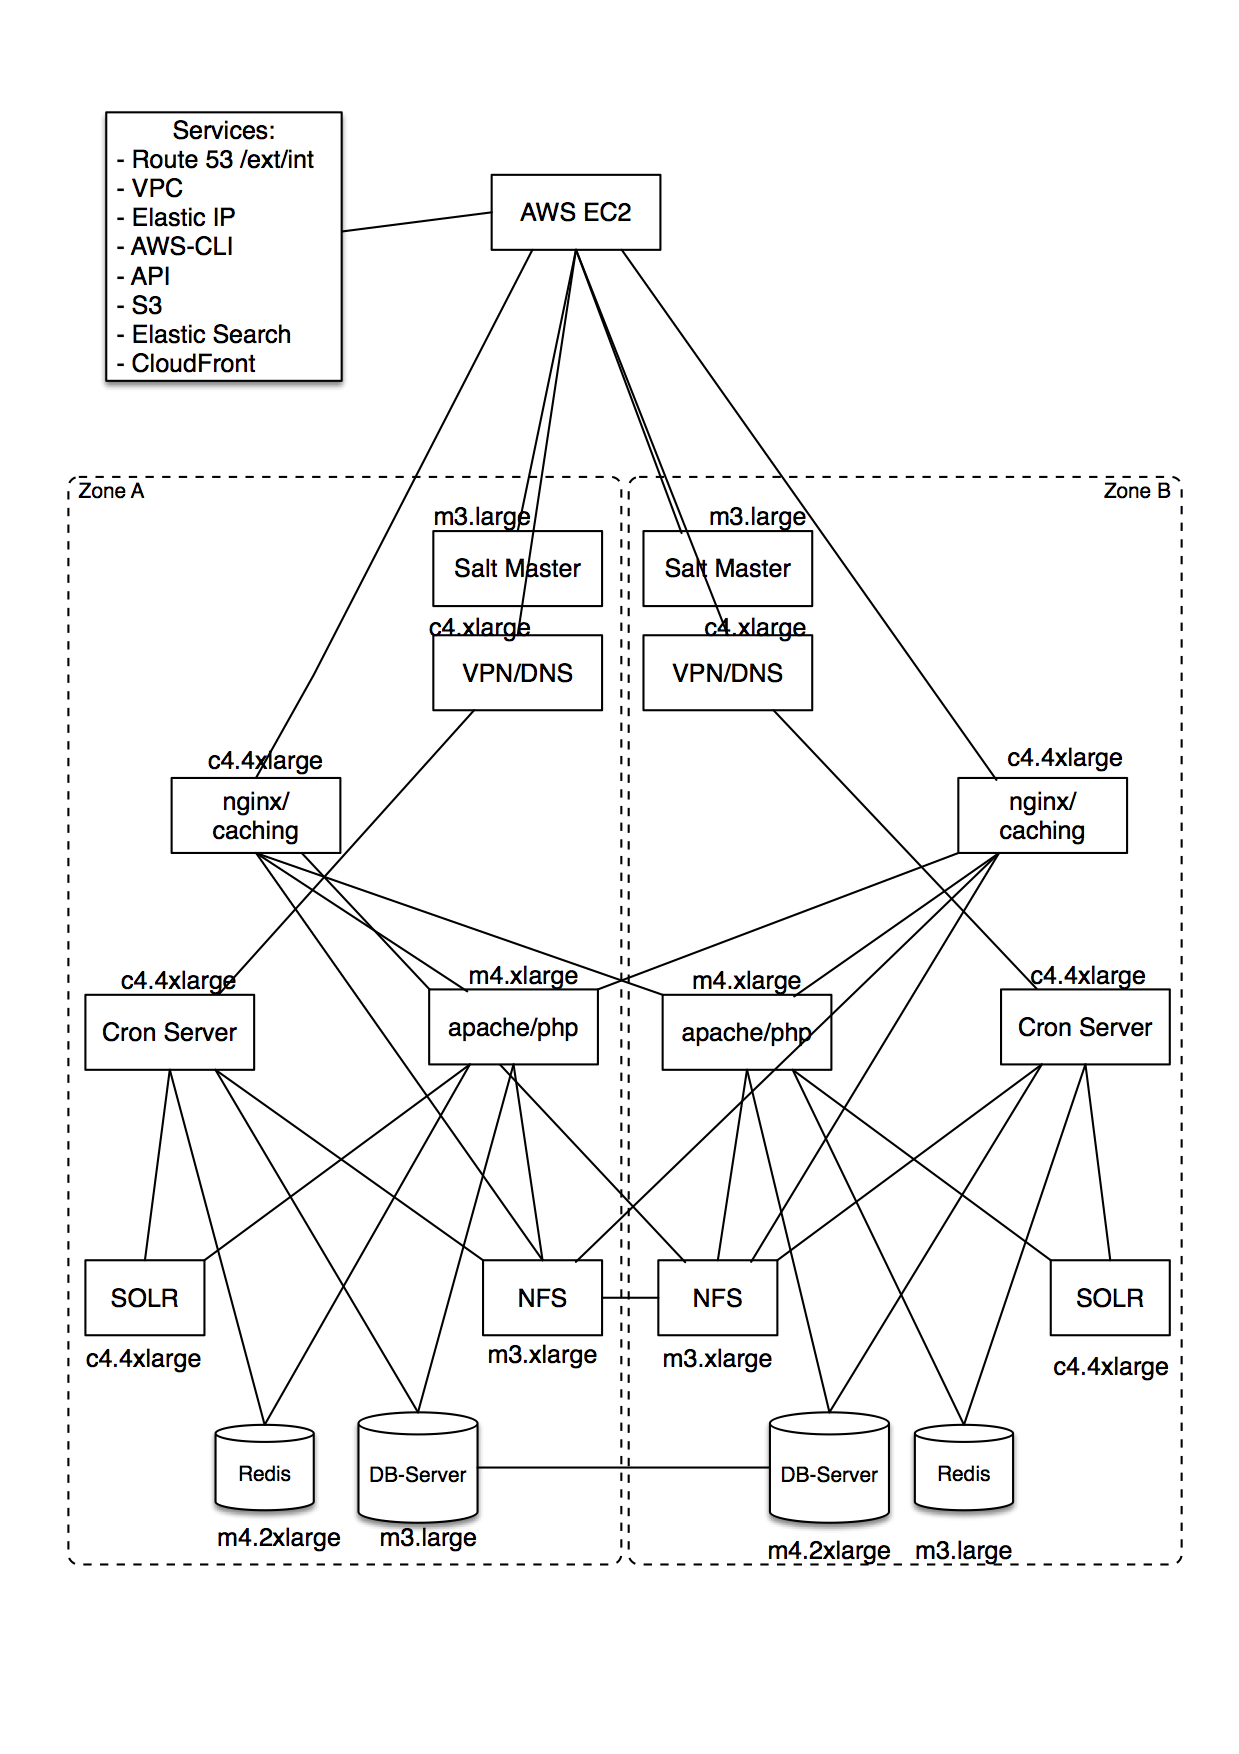 Services:
- Route 53 /ext/int
- VPC
- Elastic IP
- AWS-CLI
- API
- S3
- Elastic Search
- CloudFront
AWS EC2
Zone A
Zone B
m3.large
m3.large
Salt Master
Salt Master
c4.xlarge
c4.xlarge
VPN/DNS
VPN/DNS
c4.4xlarge
c4.4xlarge
nginx/
caching
nginx/
caching
c4.4xlarge
m4.xlarge
m4.xlarge
c4.4xlarge
Cron Server
apache/php
apache/php
Cron Server
SOLR
NFS
NFS
SOLR
c4.4xlarge
m3.xlarge
m3.xlarge
c4.4xlarge
Redis
DB-Server
DB-Server
Redis
m4.2xlarge
m3.large
m4.2xlarge
m3.large